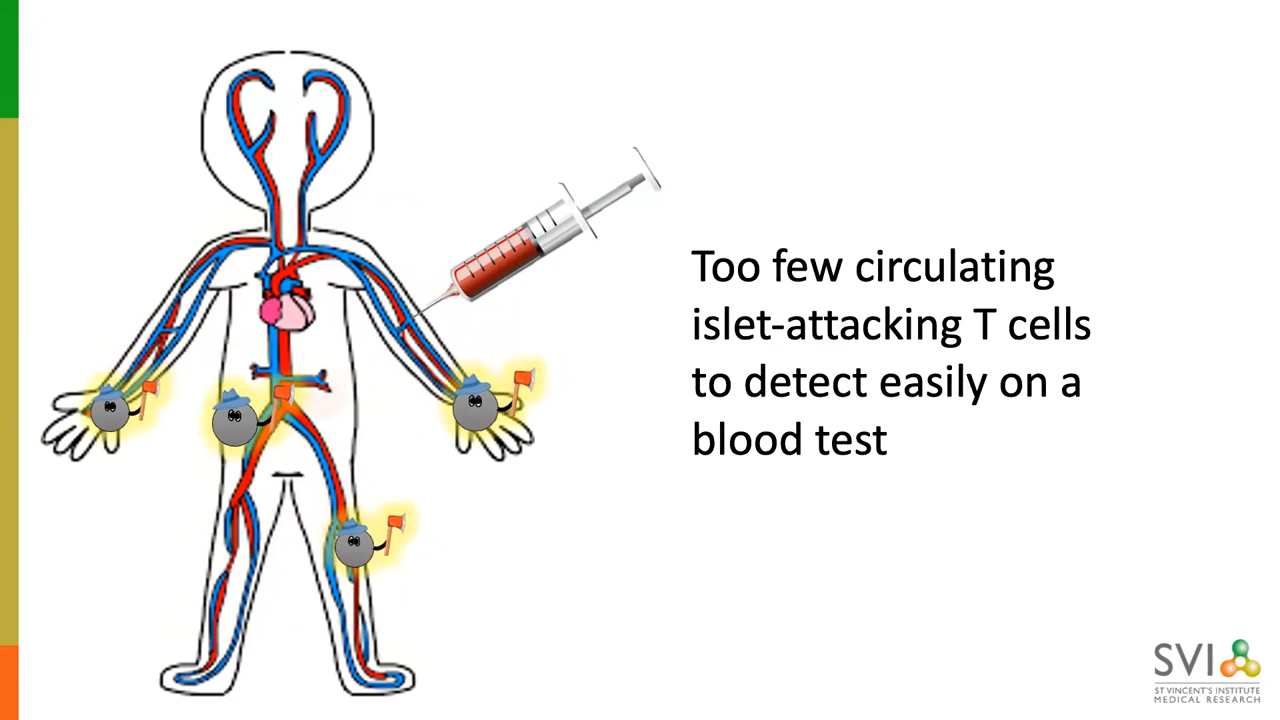 Too few circulating
islet-attacking T cells
to detect easily on a
blood test
SVI
ST VINCENT'S INSTITUTE
MEDICAL RESEARCH